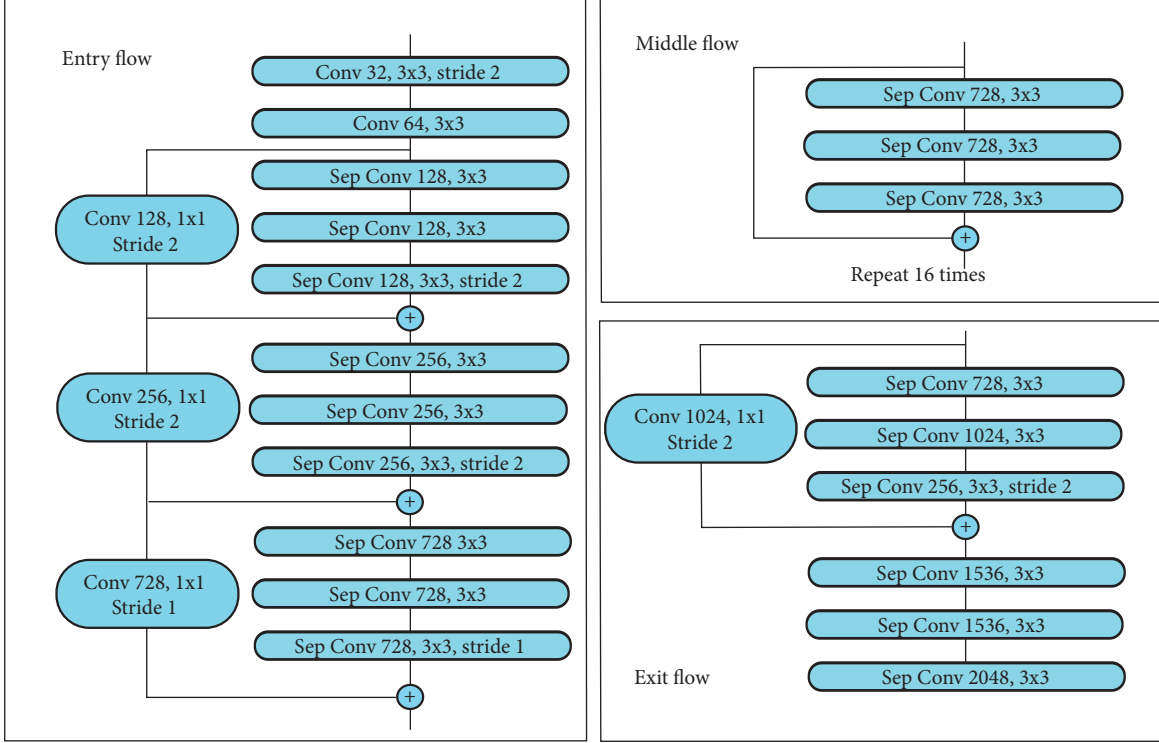 Entry flow
Conv 32, 3x3, stride 2
Conv 64, 3x3
Sep Conv 128, 3x3
Conv 128, 1x1
Stride 2
Sep Conv 128, 3x3
Sep Conv 128, 3x3, stride 2
+
Sep Conv 256, 3x3
Conv 256, 1x1
Stride 2
Sep Conv 256, 3x3
Sep Conv 256, 3x3, stride 2
+
Sep Conv 728 3x3
Conv 728, 1x1
Stride 1
Sep Conv 728, 3x3
Sep Conv 728, 3x3, stride 1
+
Middle flow
Sep Conv 728, 3x3
Sep Conv 728, 3x3
Sep Conv 728, 3x3
+
Repeat 16 times
Sep Conv 728, 3x3
Conv 1024, 1x1
Stride 2
Sep Conv 1024, 3x3
Sep Conv 256, 3x3, stride 2
+
Sep Conv 1536, 3x3
Sep Conv 1536, 3x3
Sep Conv 2048, 3x3
Exit flow